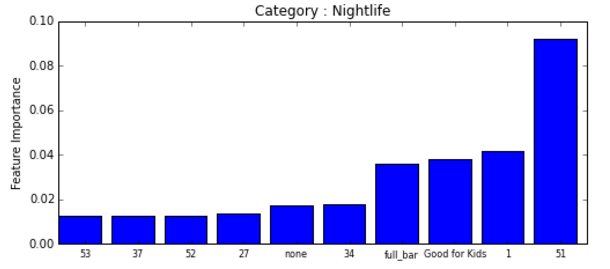 Category : Nightlife
0.10
0.08
0.06
0.04
0.02
0.00
Feature Importance
53 37 52 27 none 34 full_bar Good for Kids 1 51